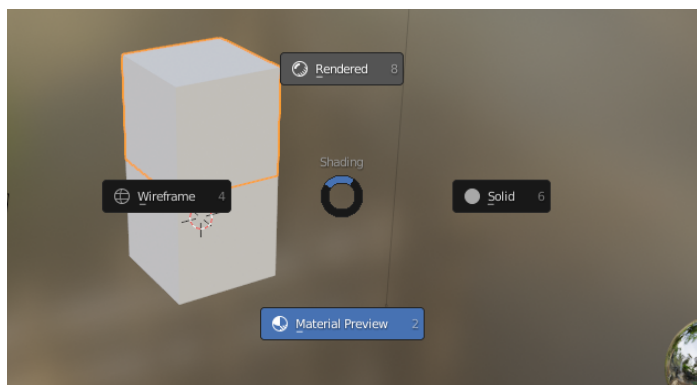 Rendered 8
Shading
Wireframe 4
Solid 6
Material Preview 2